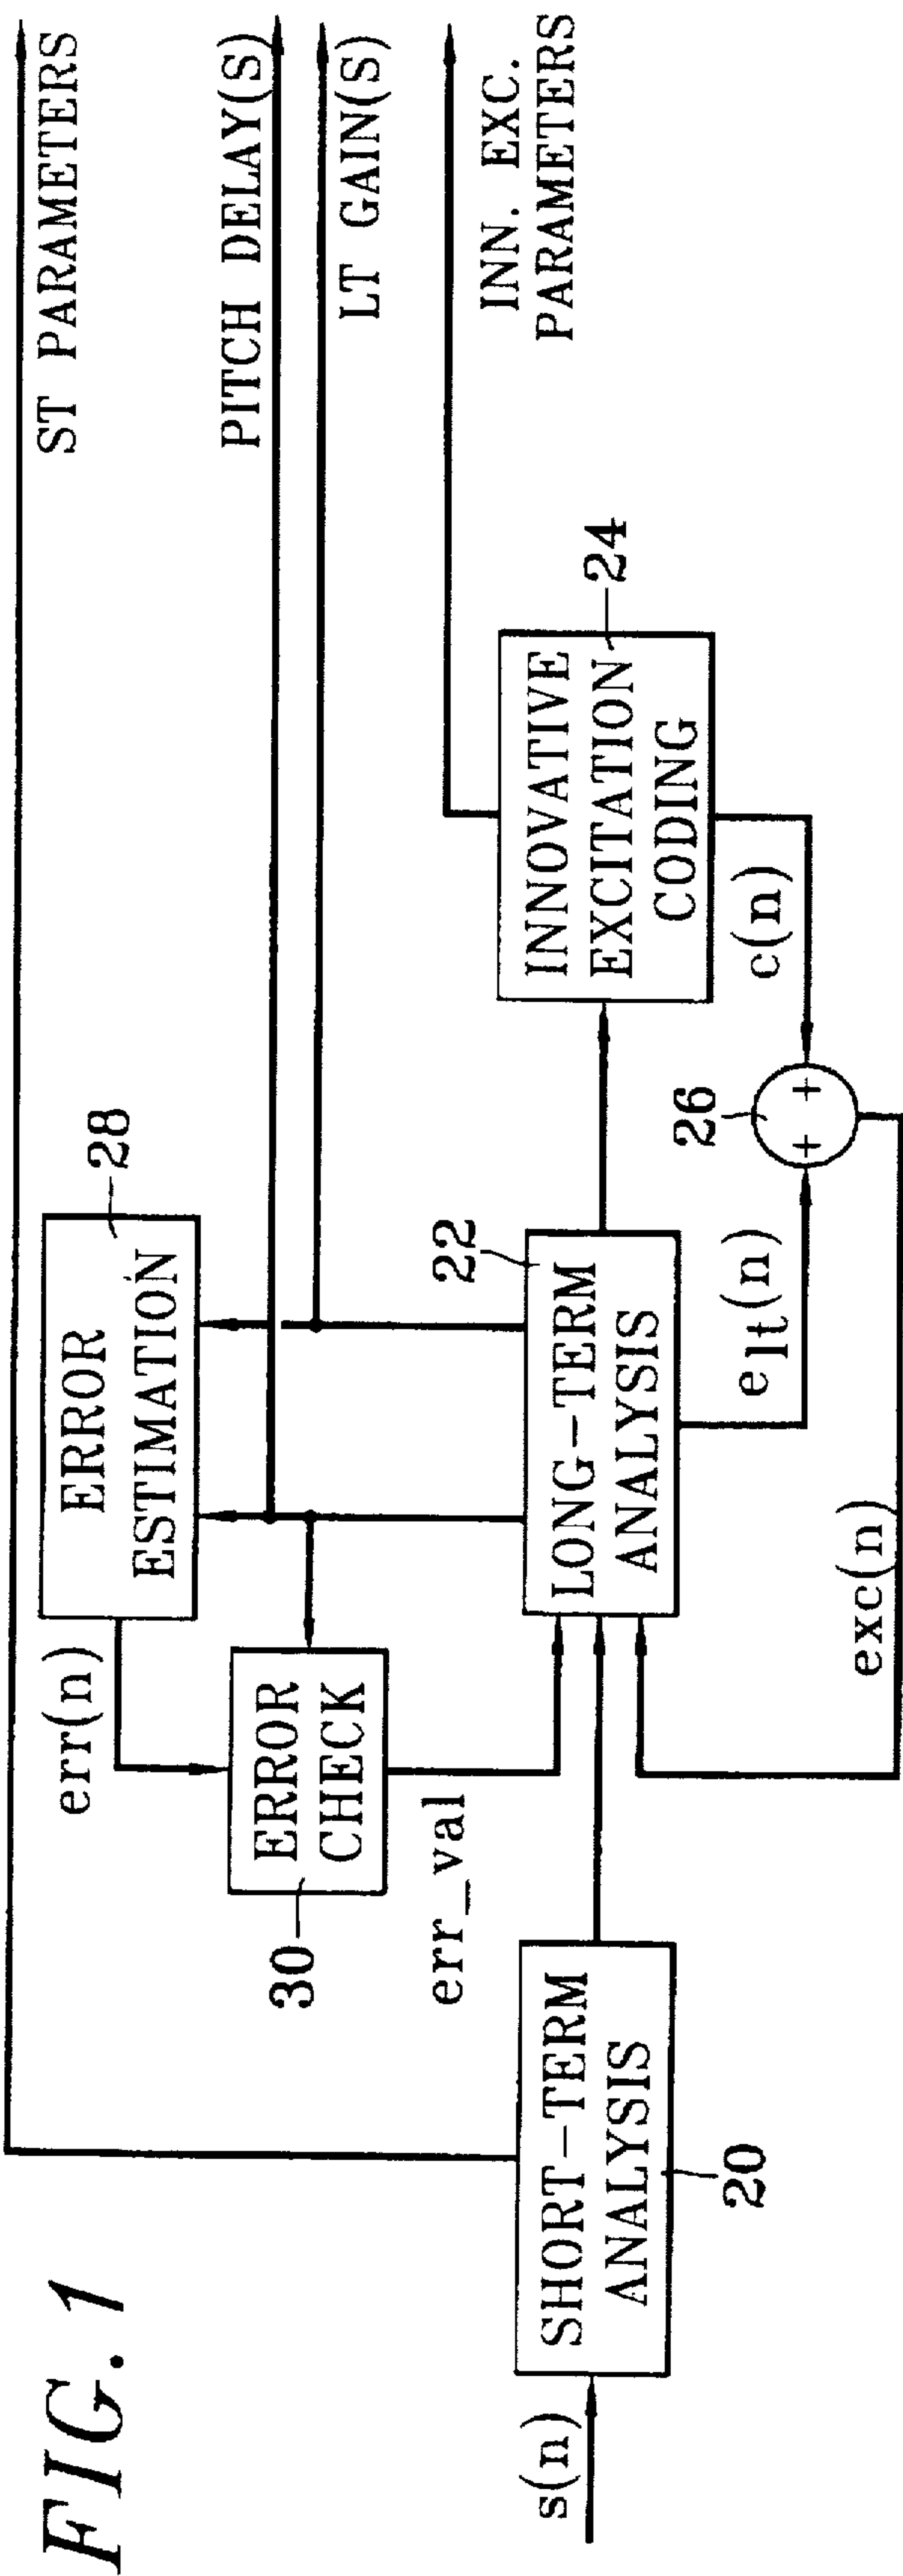 FIG. 1
ST PARAMETERS
ERROR
ESTIMATION
28
err(n)
PITCH DELAY(S)
LT GAIN(S)
ERROR
CHECK
30
err_val
INN. EXC.
PARAMETERS
s(n)
SHORT-TERM
ANALYSIS
20
LONG-TERM
ANALYSIS
22
INNOVATIVE
EXCITATION
CODING
24
elt(n)
26
+ +
c(n)
exc(n)